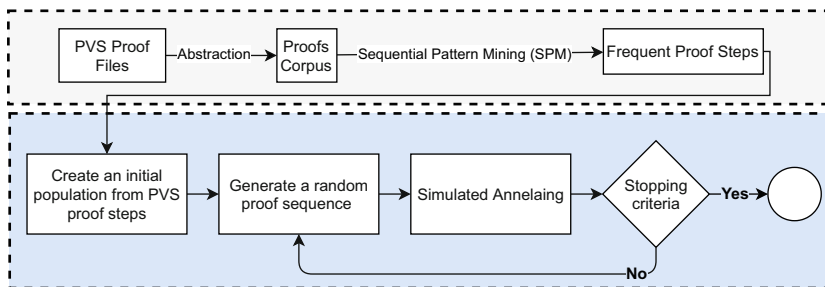 PVS Proof
Files
Abstraction
Proofs
Corpus
Sequential Pattern Mining (SPM)
Frequent Proof Steps
Create an initial
population from PVS
proof steps
Generate a random
proof sequence
Simulated Annelaing
Stopping
criteria
Yes
No